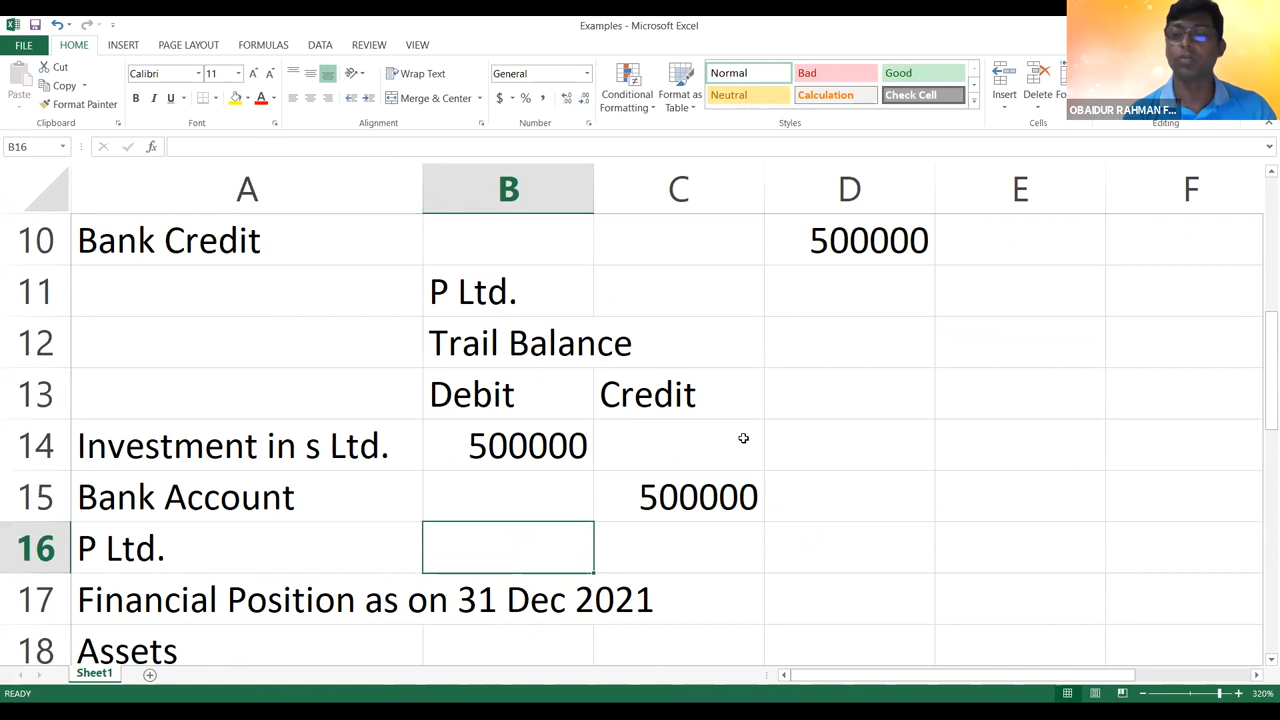 Examples - Microsoft Excel
FILE HOME INSERT PAGE LAYOUT FORMULAS DATA REVIEW VIEW
Paste Cut Copy Format Painter Clipboard
Calibri 11 B I U A A A Font
Wrap Text Merge & Center Alignment
General $ % , Number
Conditional Formatting Format as Table
Normal Bad Good
Neutral Calculation Check Cell
Styles
Insert Delete Cells
Editing
OBAIDUR RAHMAN F...
B16 fx
A B C D E F
10 Bank Credit 500000
11 P Ltd.
12 Trail Balance
13 Debit Credit
14 Investment in s Ltd. 500000
15 Bank Account 500000
16 P Ltd.
17 Financial Position as on 31 Dec 2021
18 Assets
Sheet1
READY 320%